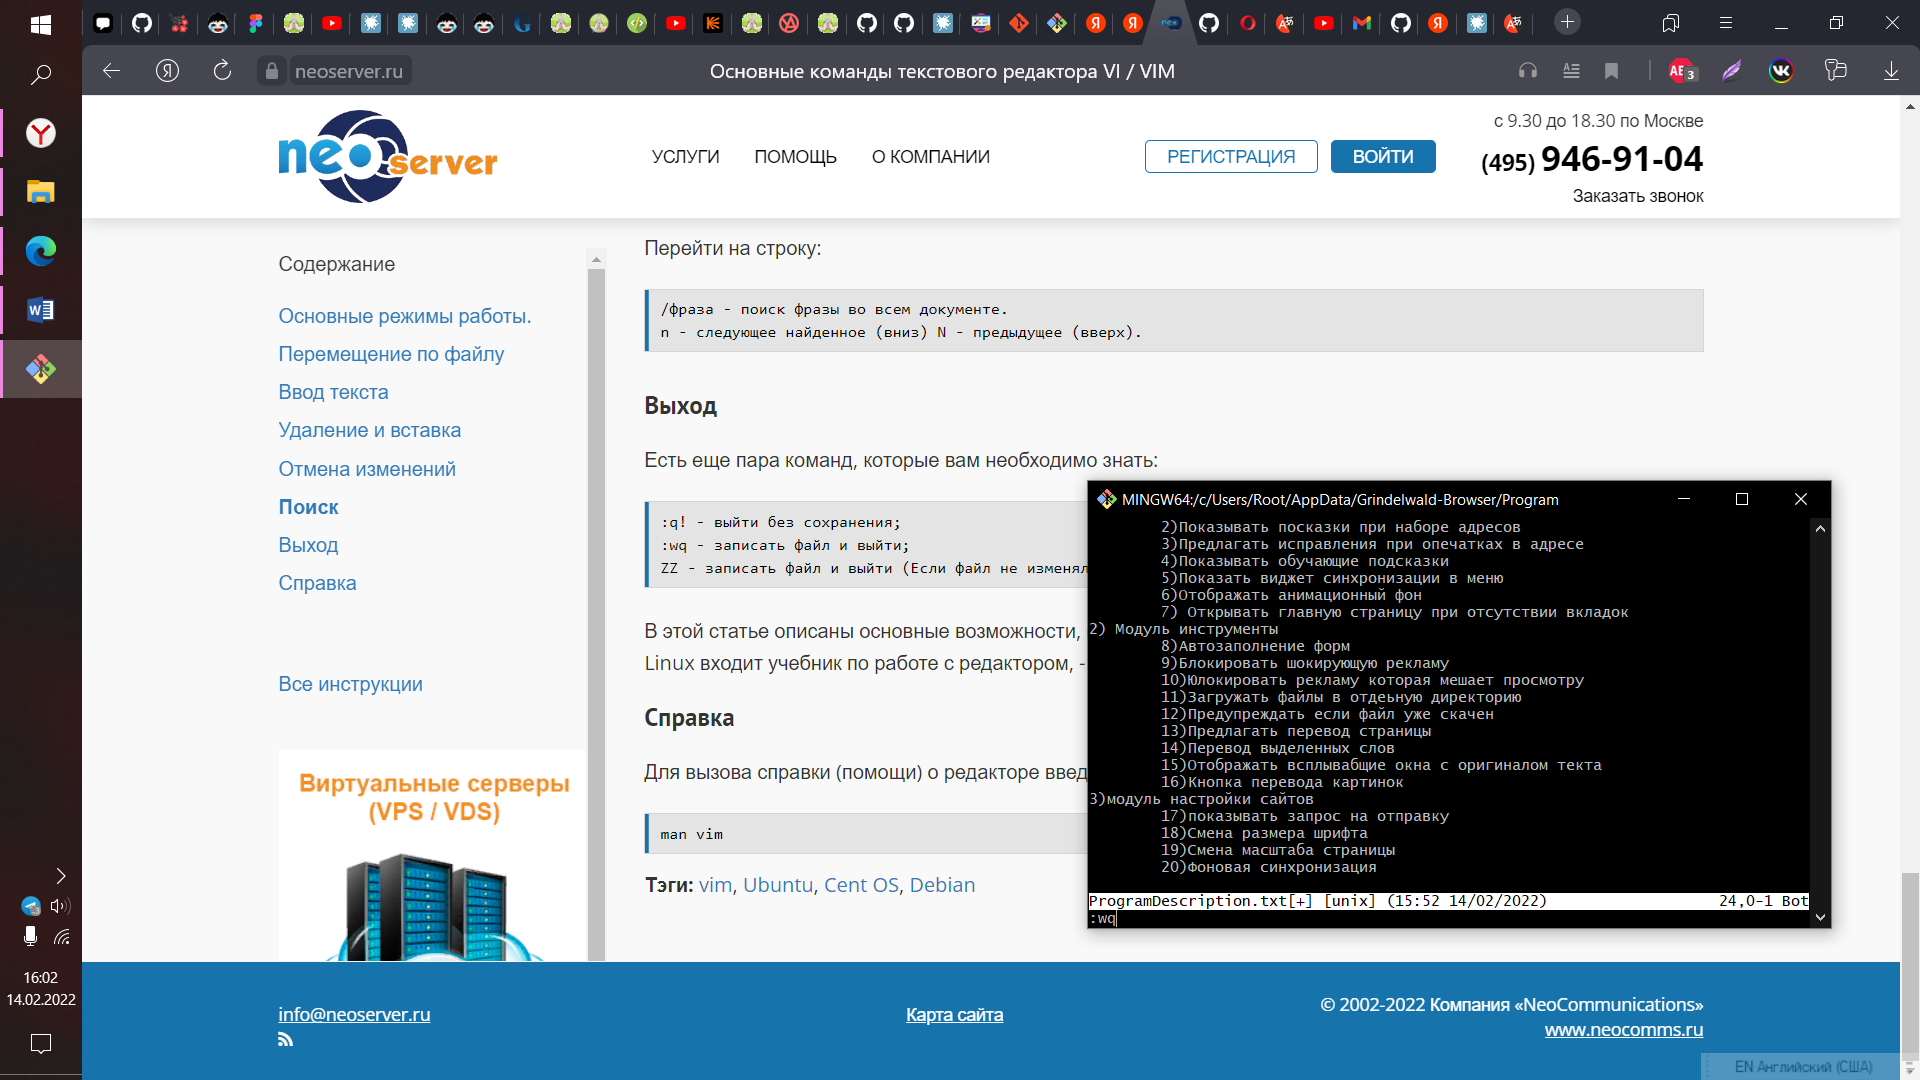 neoserver.ru
Основные команды текстового редактора VI / VIM
3
neo server
УСЛУГИ
ПОМОЩЬ
О КОМПАНИИ
РЕГИСТРАЦИЯ
ВОЙТИ
с 9.30 до 18.30 по Москве
(495) 946-91-04
Заказать звонок
Содержание
Основные режимы работы.
Перемещение по файлу
Ввод текста
Удаление и вставка
Отмена изменений
Поиск
Выход
Справка
Все инструкции
Виртуальные серверы
(VPS / VDS)
Перейти на строку:
/фраза - поиск фразы во всем документе.
n - следующее найденное (вниз) N - предыдущее (вверх).
Выход
Есть еще пара команд, которые вам необходимо знать:
:q! - выйти без сохранения;
:wq - записать файл и выйти;
ZZ - записать файл и выйти (Если файл не изменял
В этой статье описаны основные возможности,
Linux входит учебник по работе с редактором, -
Справка
Для вызова справки (помощи) о редакторе введ
man vim
Тэги: vim, Ubuntu, Cent OS, Debian
MINGW64:/c/Users/Root/AppData/Grindelwald-Browser/Program
2)Показывать посказки при наборе адресов
3)Предлагать исправления при опечатках в адресе
4)Показывать обучающие подсказки
5)Показать виджет синхронизации в меню
6)Отображать анимационный фон
7) Открывать главную страницу при отсутствии вкладок
2) Модуль инструменты
8)Автозаполнение форм
9)Блокировать шокирующую рекламу
10)Юлокировать рекламу которая мешает просмотру
11)Загружать файлы в отдеьную директорию
12)Предупреждать если файл уже скачен
13)Предлагать перевод страницы
14)Перевод выделенных слов
15)Отображать всплывабщие окна с оригиналом текта
16)Кнопка перевода картинок
3)модуль настройки сайтов
17)показывать запрос на отправку
18)Смена размера шрифта
19)Смена масштаба страницы
20)Фоновая синхронизация
ProgramDescription.txt[+] [unix] (15:52 14/02/2022) 24,0-1 Bot
:wq
info@neoserver.ru
Карта сайта
© 2002-2022 Компания «NeoCommunications»
www.neocomms.ru
EN Английский (США)
16:02
14.02.2022